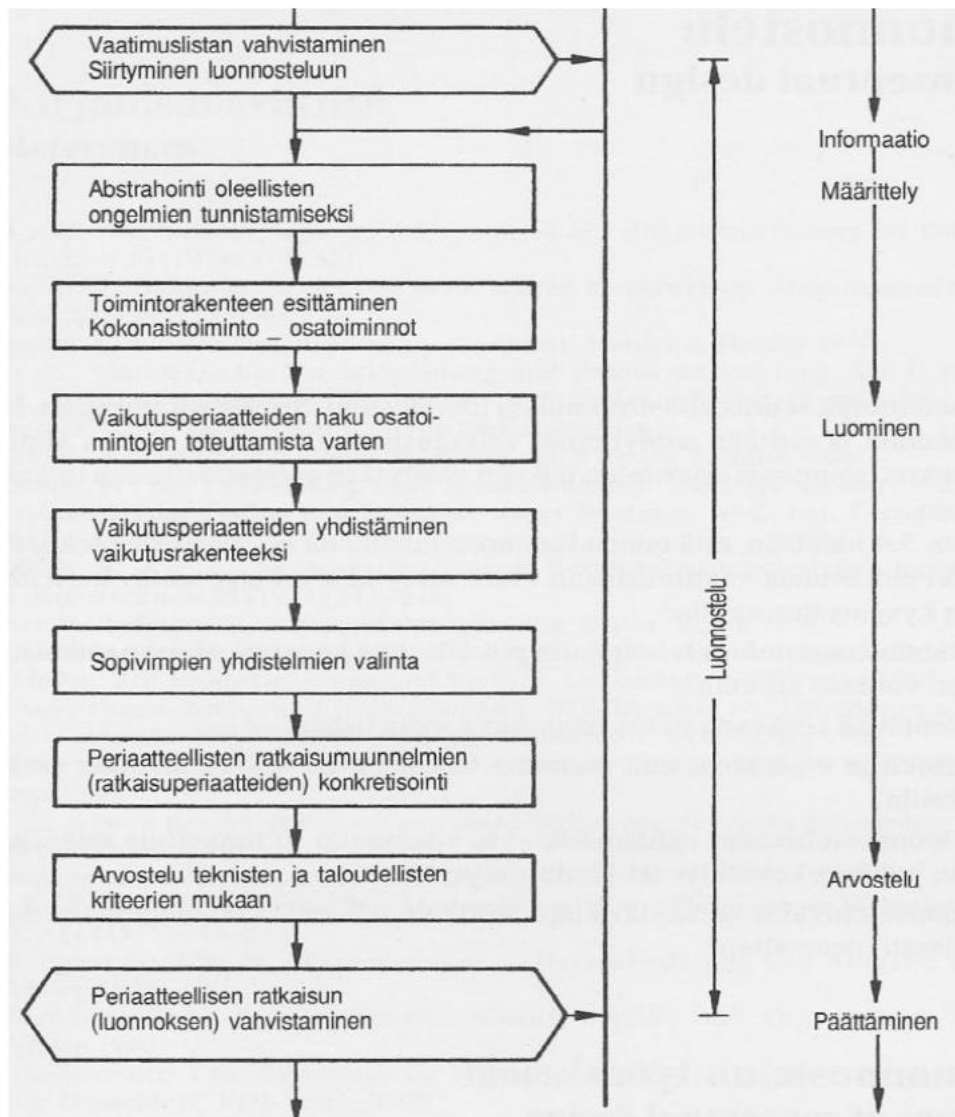 Vaatimuslistan vahvistaminen
Siirtyminen luonnosteluun
Informaatio
Abstrahointi oleellisten
ongelmien tunnistamiseksi
Määrittely
Toimintorakenteen esittäminen
Kokonaistoiminto _ osatoiminnot
Vaikutusperiaatteiden haku osatoi-
mintojen toteuttamista varten
Luominen
Vaikutusperiaatteiden yhdistäminen
vaikutusrakenteeksi
Luonnostelu
Sopivimpien yhdistelmien valinta
Periaatteellisten ratkaisumuunnelmien
(ratkaisuperiaatteiden) konkretisointi
Arvostelu teknisten ja taloudellisten
kriteerien mukaan
Arvostelu
Periaatteellisen ratkaisun
(luonnoksen) vahvistaminen
Päättäminen